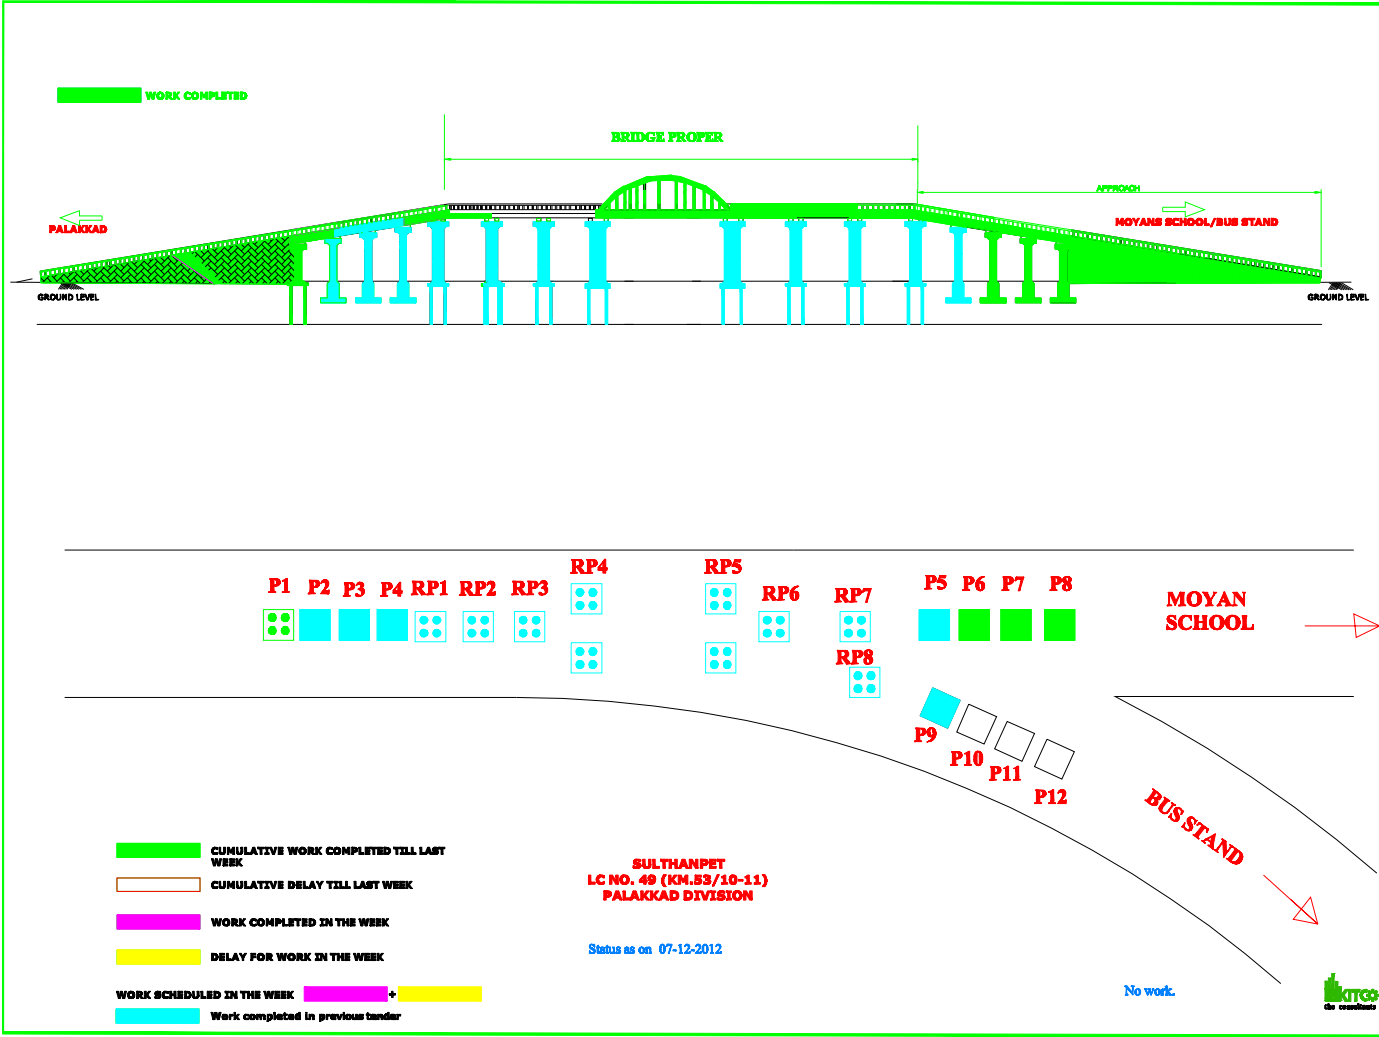 WORK COMPLETED
BRIDGE PROPER
APPROACH
PALAKKAD
MOYANS SCHOOL/BUS STAND
GROUND LEVEL
GROUND LEVEL
P1
P2
P3
P4
RP1
RP2
RP3
RP4
RP5
RP6
RP7
RP8
P5
P6
P7
P8
MOYAN
SCHOOL
P9
P10
P11
P12
BUS STAND
CUMULATIVE WORK COMPLETED TILL LAST
WEEK
CUMULATIVE DELAY TILL LAST WEEK
WORK COMPLETED IN THE WEEK
DELAY FOR WORK IN THE WEEK
WORK SCHEDULED IN THE WEEK +
Work completed in previous tender
SULTHANPET
LC NO. 49 (KM.53/10-11)
PALAKKAD DIVISION
Status as on 07-12-2012
No work.
KITCO
the consultants